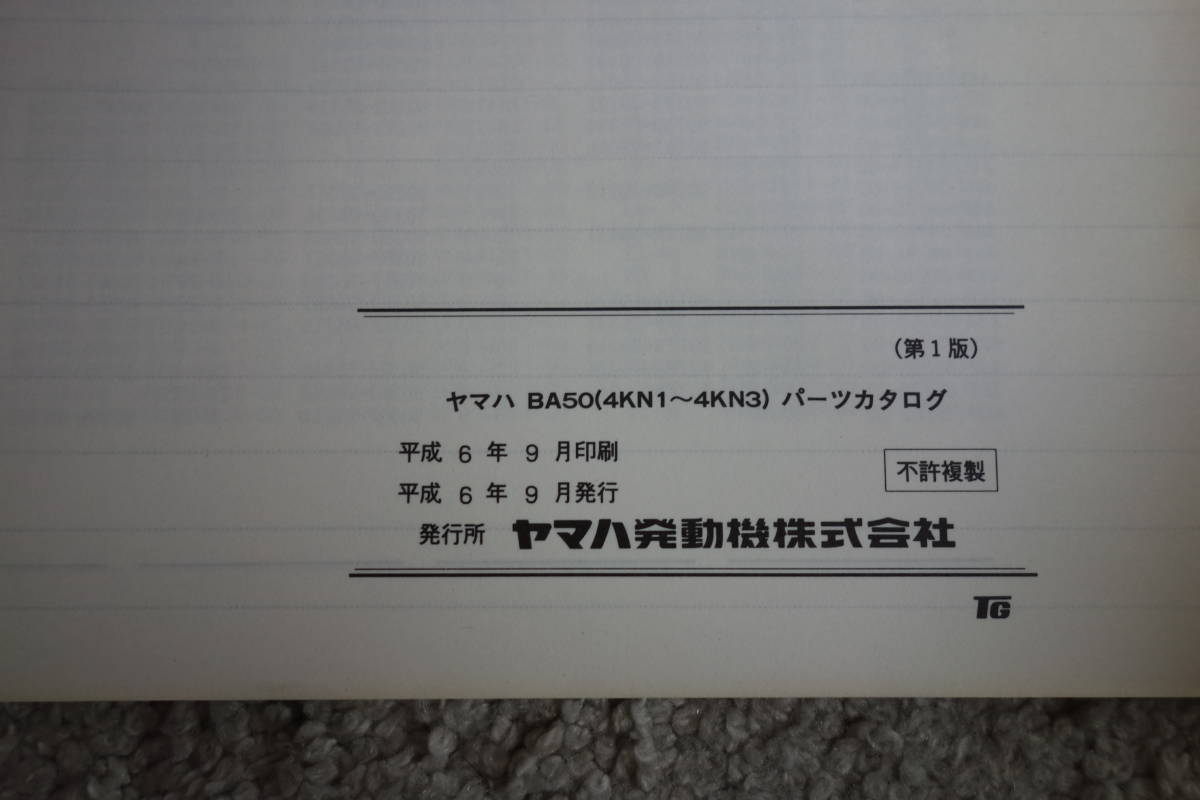 (第1版)
ヤマハ BA50(4KN1～4KN3) パーツカタログ
平成 6 年 9 月印刷
平成 6 年 9 月発行
不許複製
発行所 ヤマハ発動機株式会社
TG